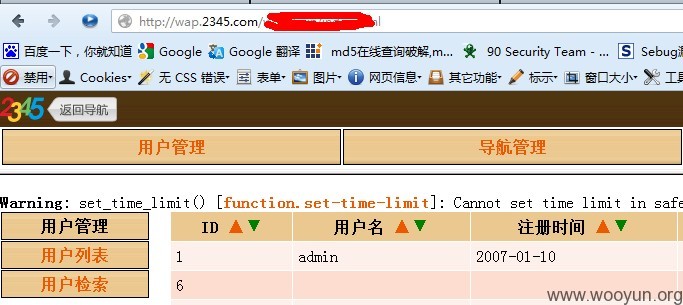 http://wap.2345.com/
百度一下，你就知道 Google Google 翻译 md5在线查询破解,m... 90 Security Team - ... Sebug
禁用 Cookies 无 CSS 错误 表单 图片 网页信息 其它功能 标示 窗口大小 工具
2345 返回导航
用户管理 导航管理
Warning: set_time_limit() [function.set-time-limit]: Cannot set time limit in safe
用户管理 ID 用户名 注册时间
用户列表 1 admin 2007-01-10
用户检索 6
www.wooyun.org